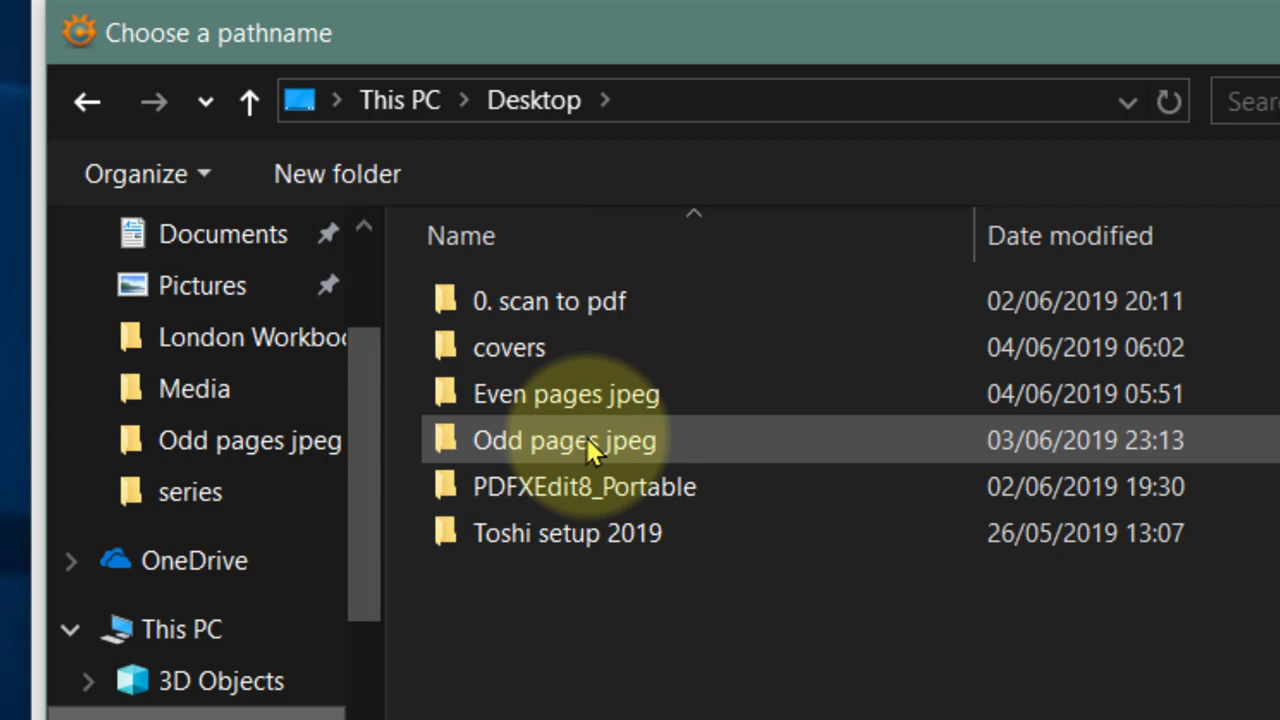 Choose a pathname
This PC
Desktop
Sear
Organize
New folder
Documents
Pictures
London Workboo
Media
Odd pages jpeg
series
OneDrive
This PC
3D Objects
Name
Date modified
0. scan to pdf
02/06/2019 20:11
covers
04/06/2019 06:02
Even pages jpeg
04/06/2019 05:51
Odd pages jpeg
03/06/2019 23:13
PDFXEdit8_Portable
02/06/2019 19:30
Toshi setup 2019
26/05/2019 13:07